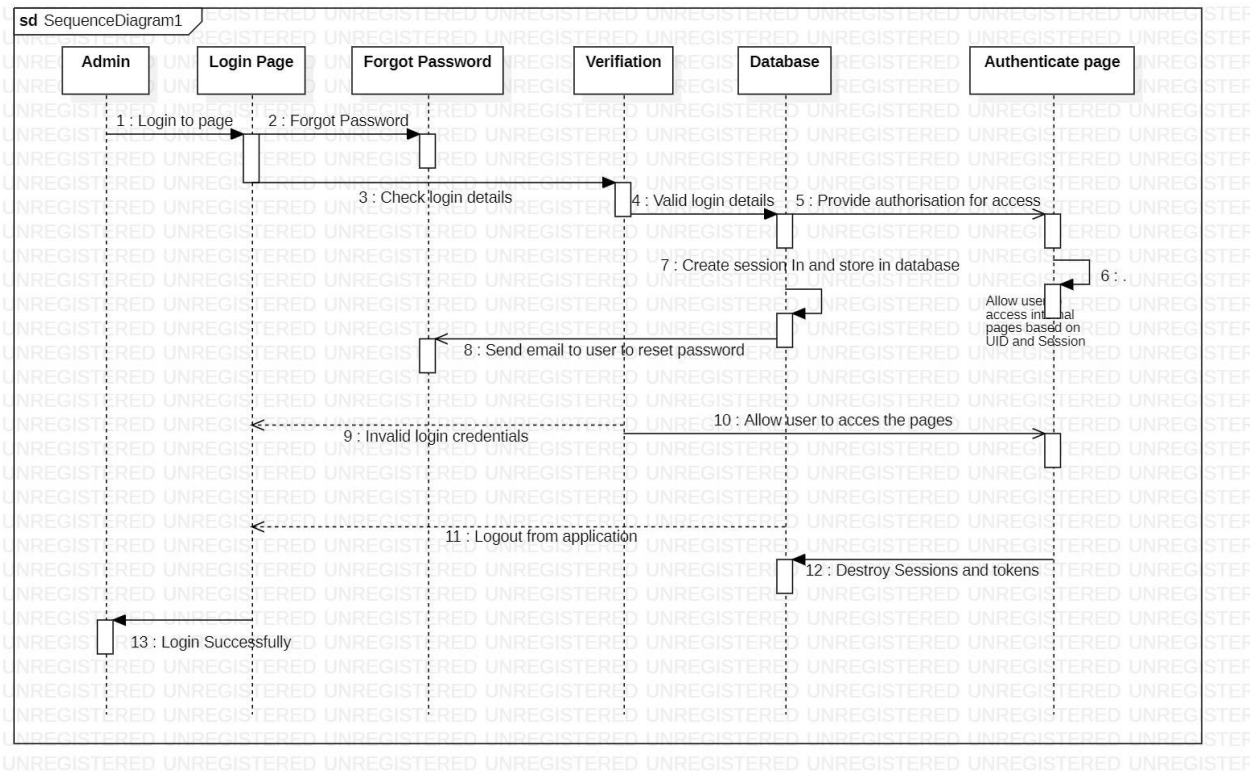 sd SequenceDiagram1
Admin
Login Page
Forgot Password
Verifiation
Database
Authenticate page
1 : Login to page
2 : Forgot Password
3 : Check login details
4 : Valid login details
5 : Provide authorisation for access
6 : .
Allow user to
access internal
pages based on
UID and Session
7 : Create session In and store in database
8 : Send email to user to reset password
9 : Invalid login credentials
10 : Allow user to acces the pages
11 : Logout from application
12 : Destroy Sessions and tokens
13 : Login Successfully
UNREGISTERED